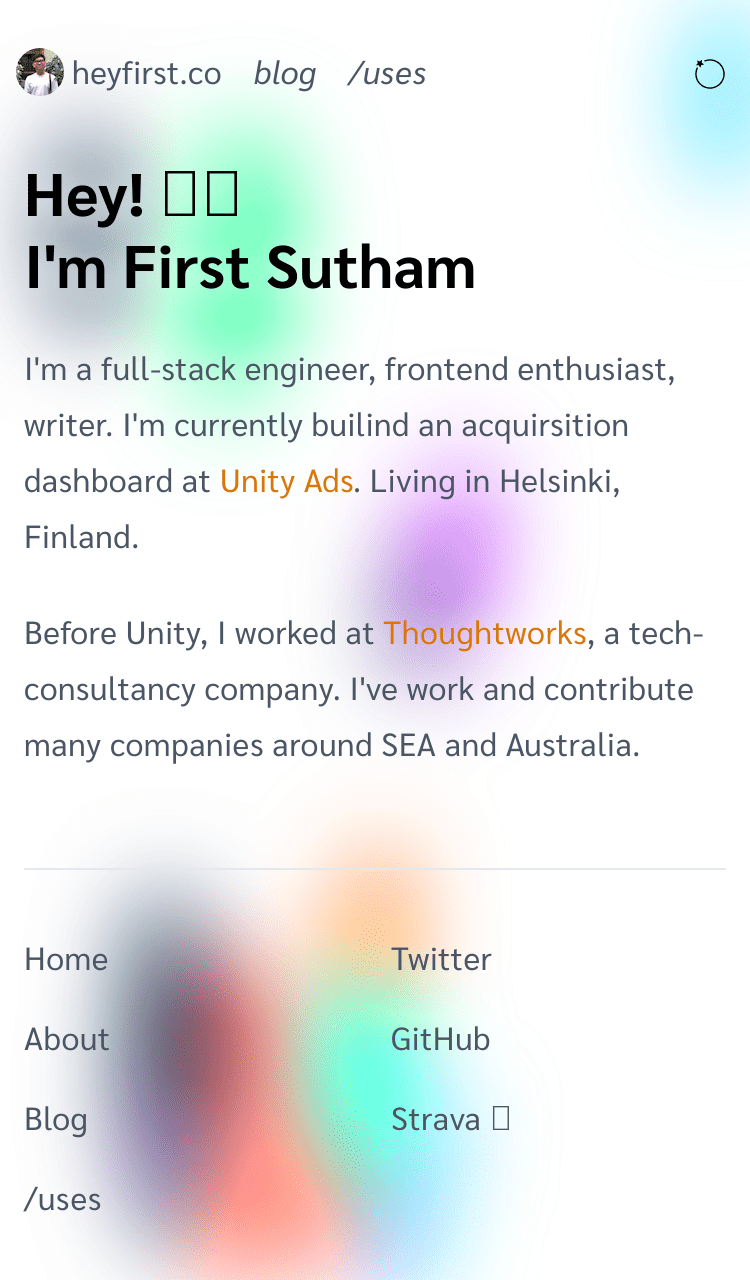 heyfirst.co blog /uses
Hey!
I'm First Sutham
I'm a full-stack engineer, frontend enthusiast,
writer. I'm currently builind an acquirsition
dashboard at Unity Ads. Living in Helsinki,
Finland.
Before Unity, I worked at Thoughtworks, a tech-
consultancy company. I've work and contribute
many companies around SEA and Australia.
Home
About
Blog
/uses
Twitter
GitHub
Strava